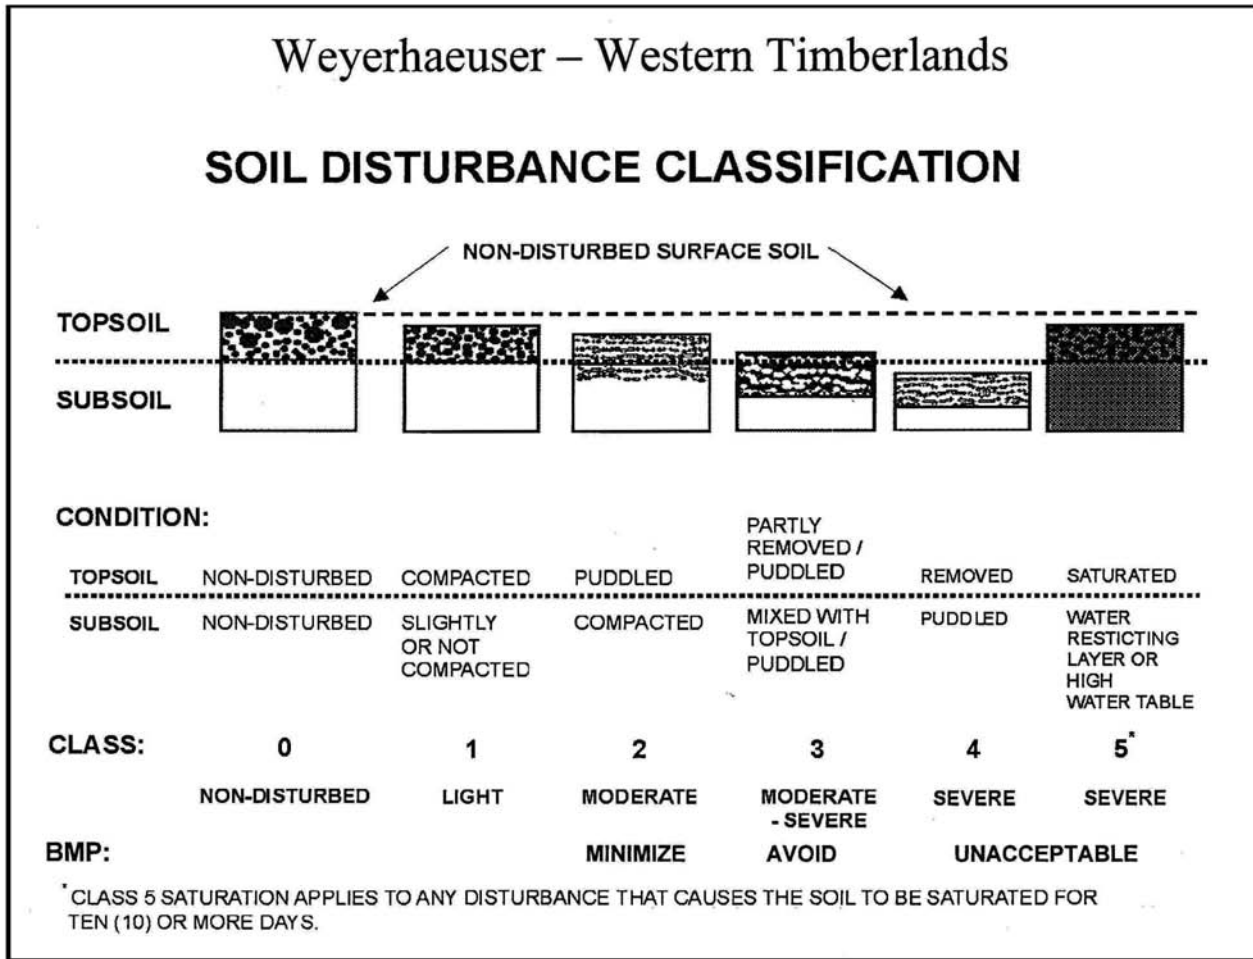 Weyerhaeuser – Western Timberlands
SOIL DISTURBANCE CLASSIFICATION
NON-DISTURBED SURFACE SOIL
TOPSOIL
SUBSOIL
CONDITION:
TOPSOIL
NON-DISTURBED
COMPACTED
PUDDLED
PARTLY
REMOVED /
PUDDLED
REMOVED
SATURATED
SUBSOIL
NON-DISTURBED
SLIGHTLY
OR NOT
COMPACTED
COMPACTED
MIXED WITH
TOPSOIL /
PUDDLED
PUDDLED
WATER
RESTICTING
LAYER OR
HIGH
WATER TABLE
CLASS: 0 1 2 3 4 5*
NON-DISTURBED
LIGHT
MODERATE
MODERATE
- SEVERE
SEVERE
SEVERE
BMP: MINIMIZE AVOID UNACCEPTABLE
* CLASS 5 SATURATION APPLIES TO ANY DISTURBANCE THAT CAUSES THE SOIL TO BE SATURATED FOR
TEN (10) OR MORE DAYS.